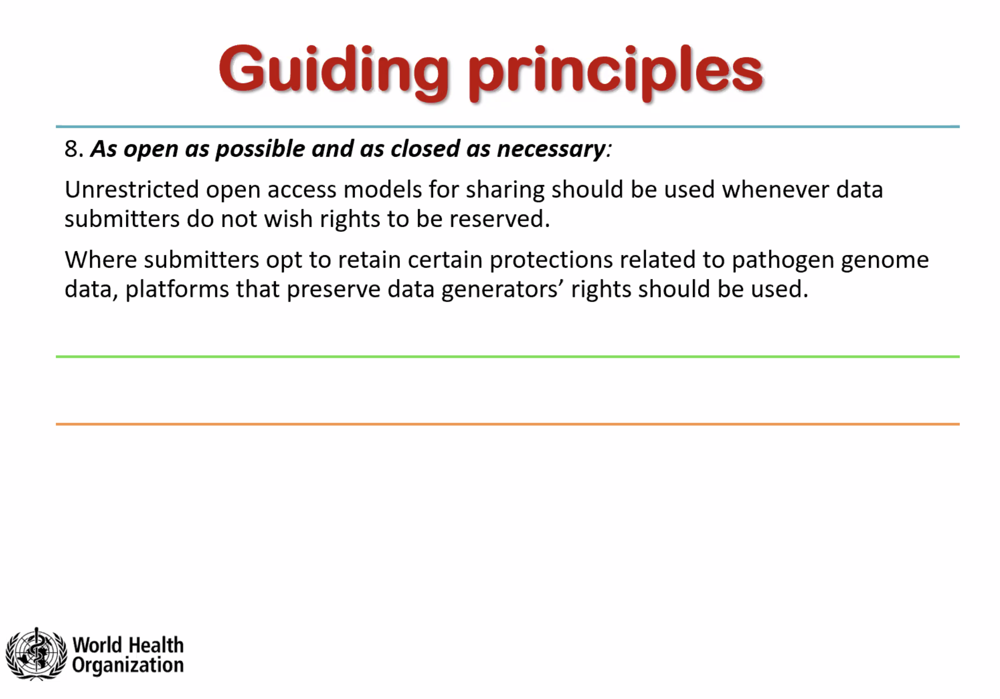 Guiding principles
8. As open as possible and as closed as necessary:
Unrestricted open access models for sharing should be used whenever data
submitters do not wish rights to be reserved.
Where submitters opt to retain certain protections related to pathogen genome
data, platforms that preserve data generators’ rights should be used.
World Health
Organization